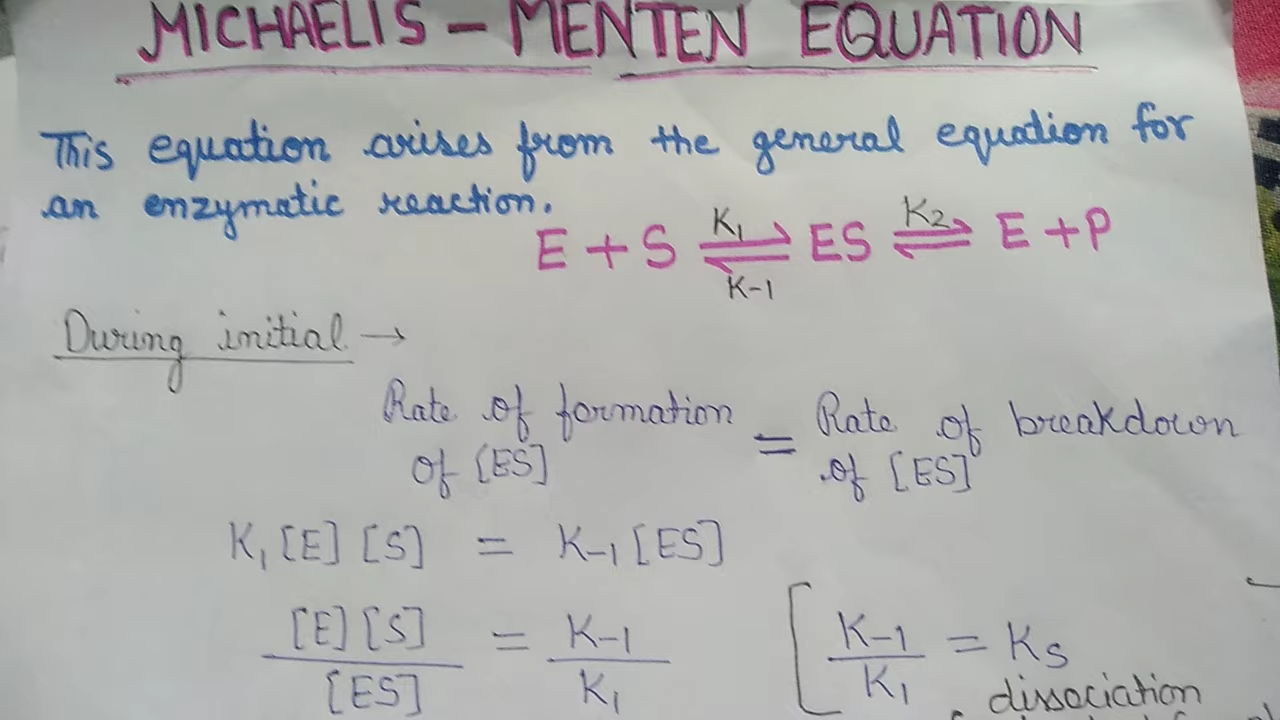 MICHAELIS – MENTEN EQUATION
This equation arises from the general equation for
an enzymatic reaction.
E + S ⇌ ES ⇌ E + P
K1 K2
K-1
During initial →
Rate of formation = Rate of breakdown
of [ES] of [ES]
K1 [E] [S] = K-1 [ES]
[E] [S] / [ES] = K-1 / K1 [ K-1 / K1 = Ks
dissociation